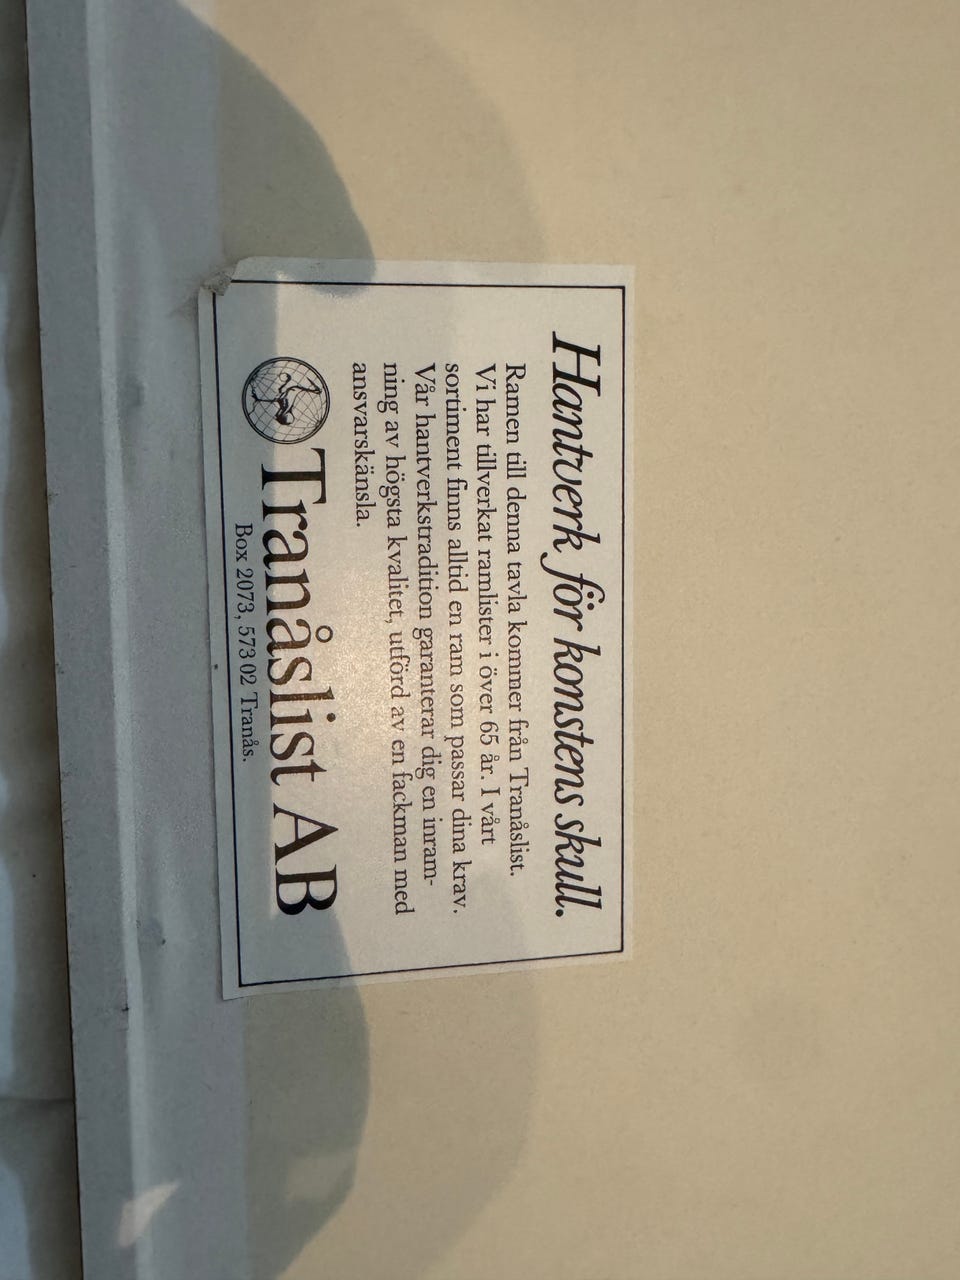 Hantverk för konstens skull.
Ramen till denna tavla kommer från Tranåslist.
Vi har tillverkat ramlister i över 65 år. I vårt
sortiment finns alltid en ram som passar dina krav.
Vår hantverkstradition garanterar dig en inram-
ning av högsta kvalitet, utförd av en fackman med
ansvarskänsla.
Tranåslist AB
Box 2073, 573 02 Tranås.